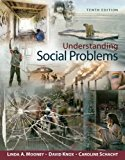 TENTH EDITION
Understanding
Social Problems
LINDA A. MOONEY • DAVID KNOX • CAROLINE SCHACHT